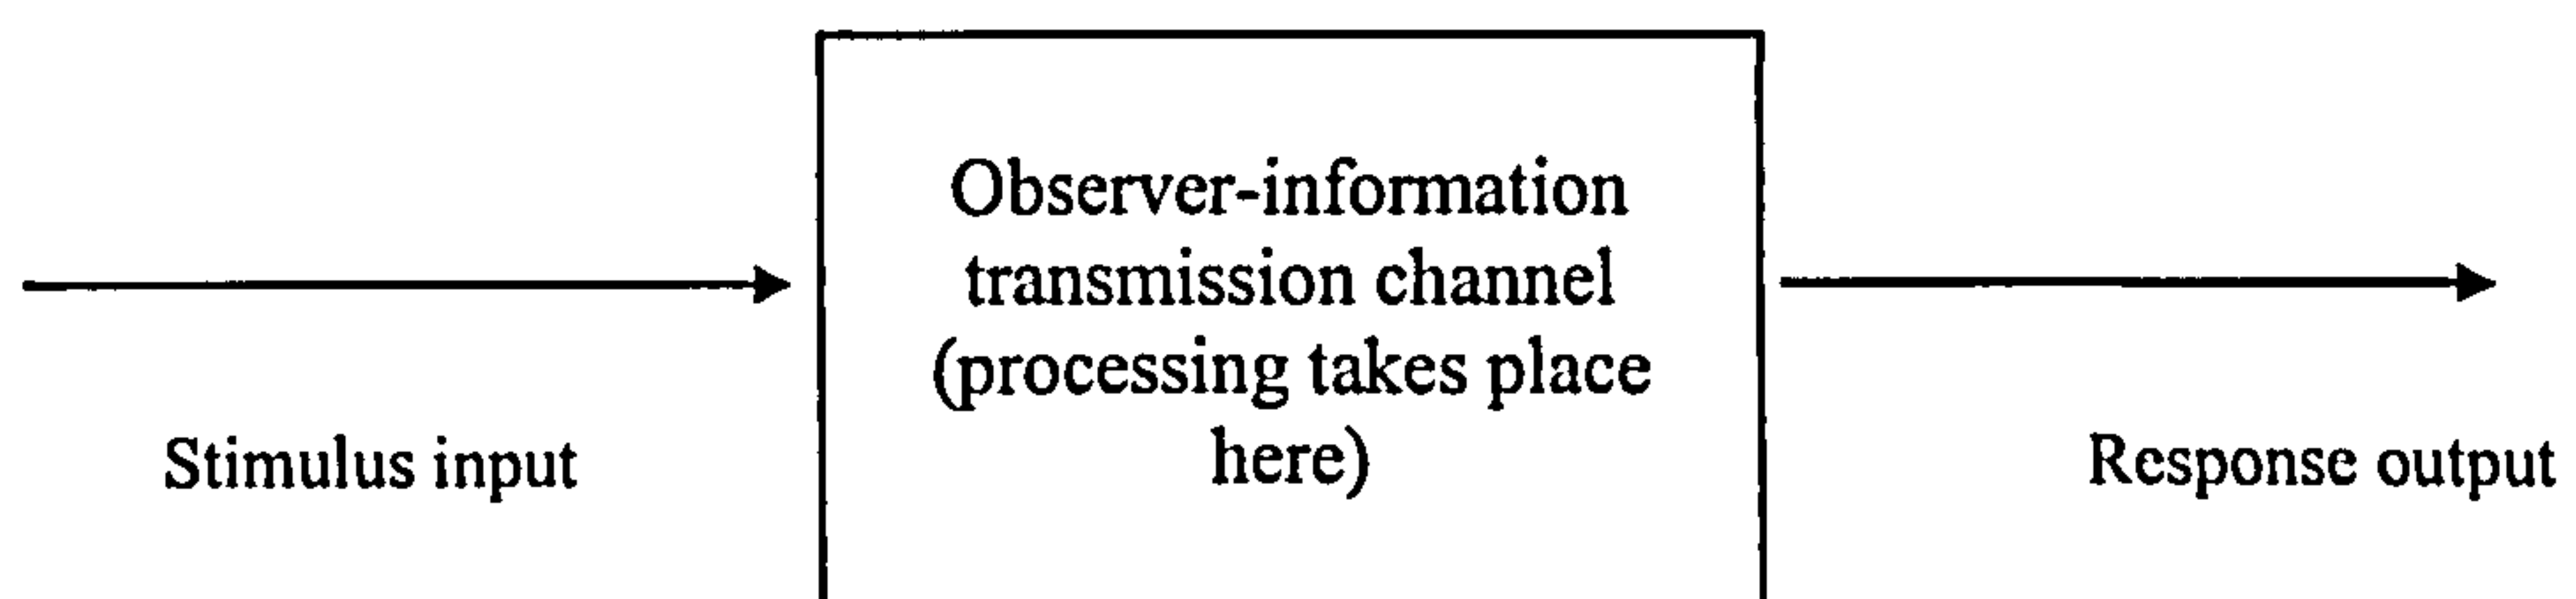 Observer-information
transmission channel
(processing takes place
here)
Stimulus input
Response output